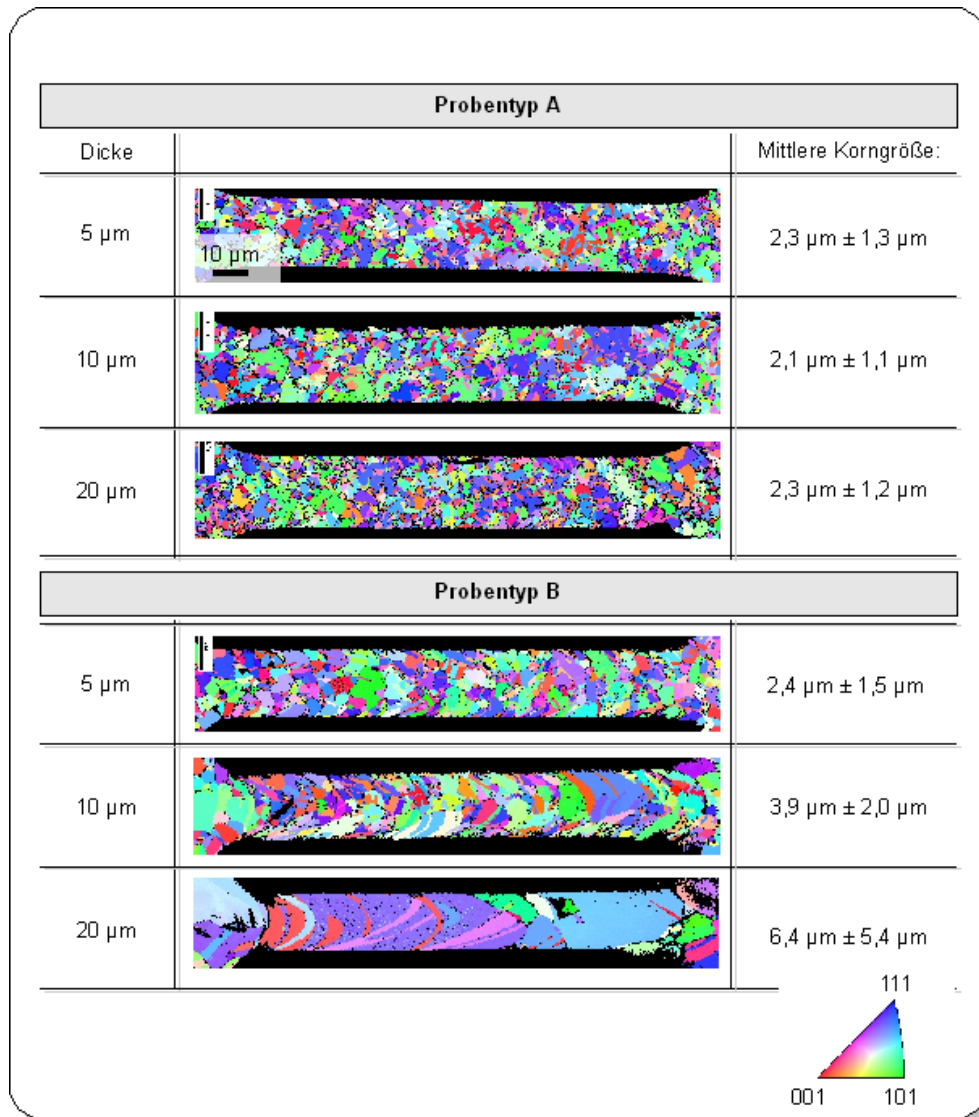 Probentyp A
Dicke
Mittlere Korngröße:
5 µm
10 µm
2,3 µm ± 1,3 µm
10 µm
2,1 µm ± 1,1 µm
20 µm
2,3 µm ± 1,2 µm
Probentyp B
5 µm
2,4 µm ± 1,5 µm
10 µm
3,9 µm ± 2,0 µm
20 µm
6,4 µm ± 5,4 µm
111
001
101